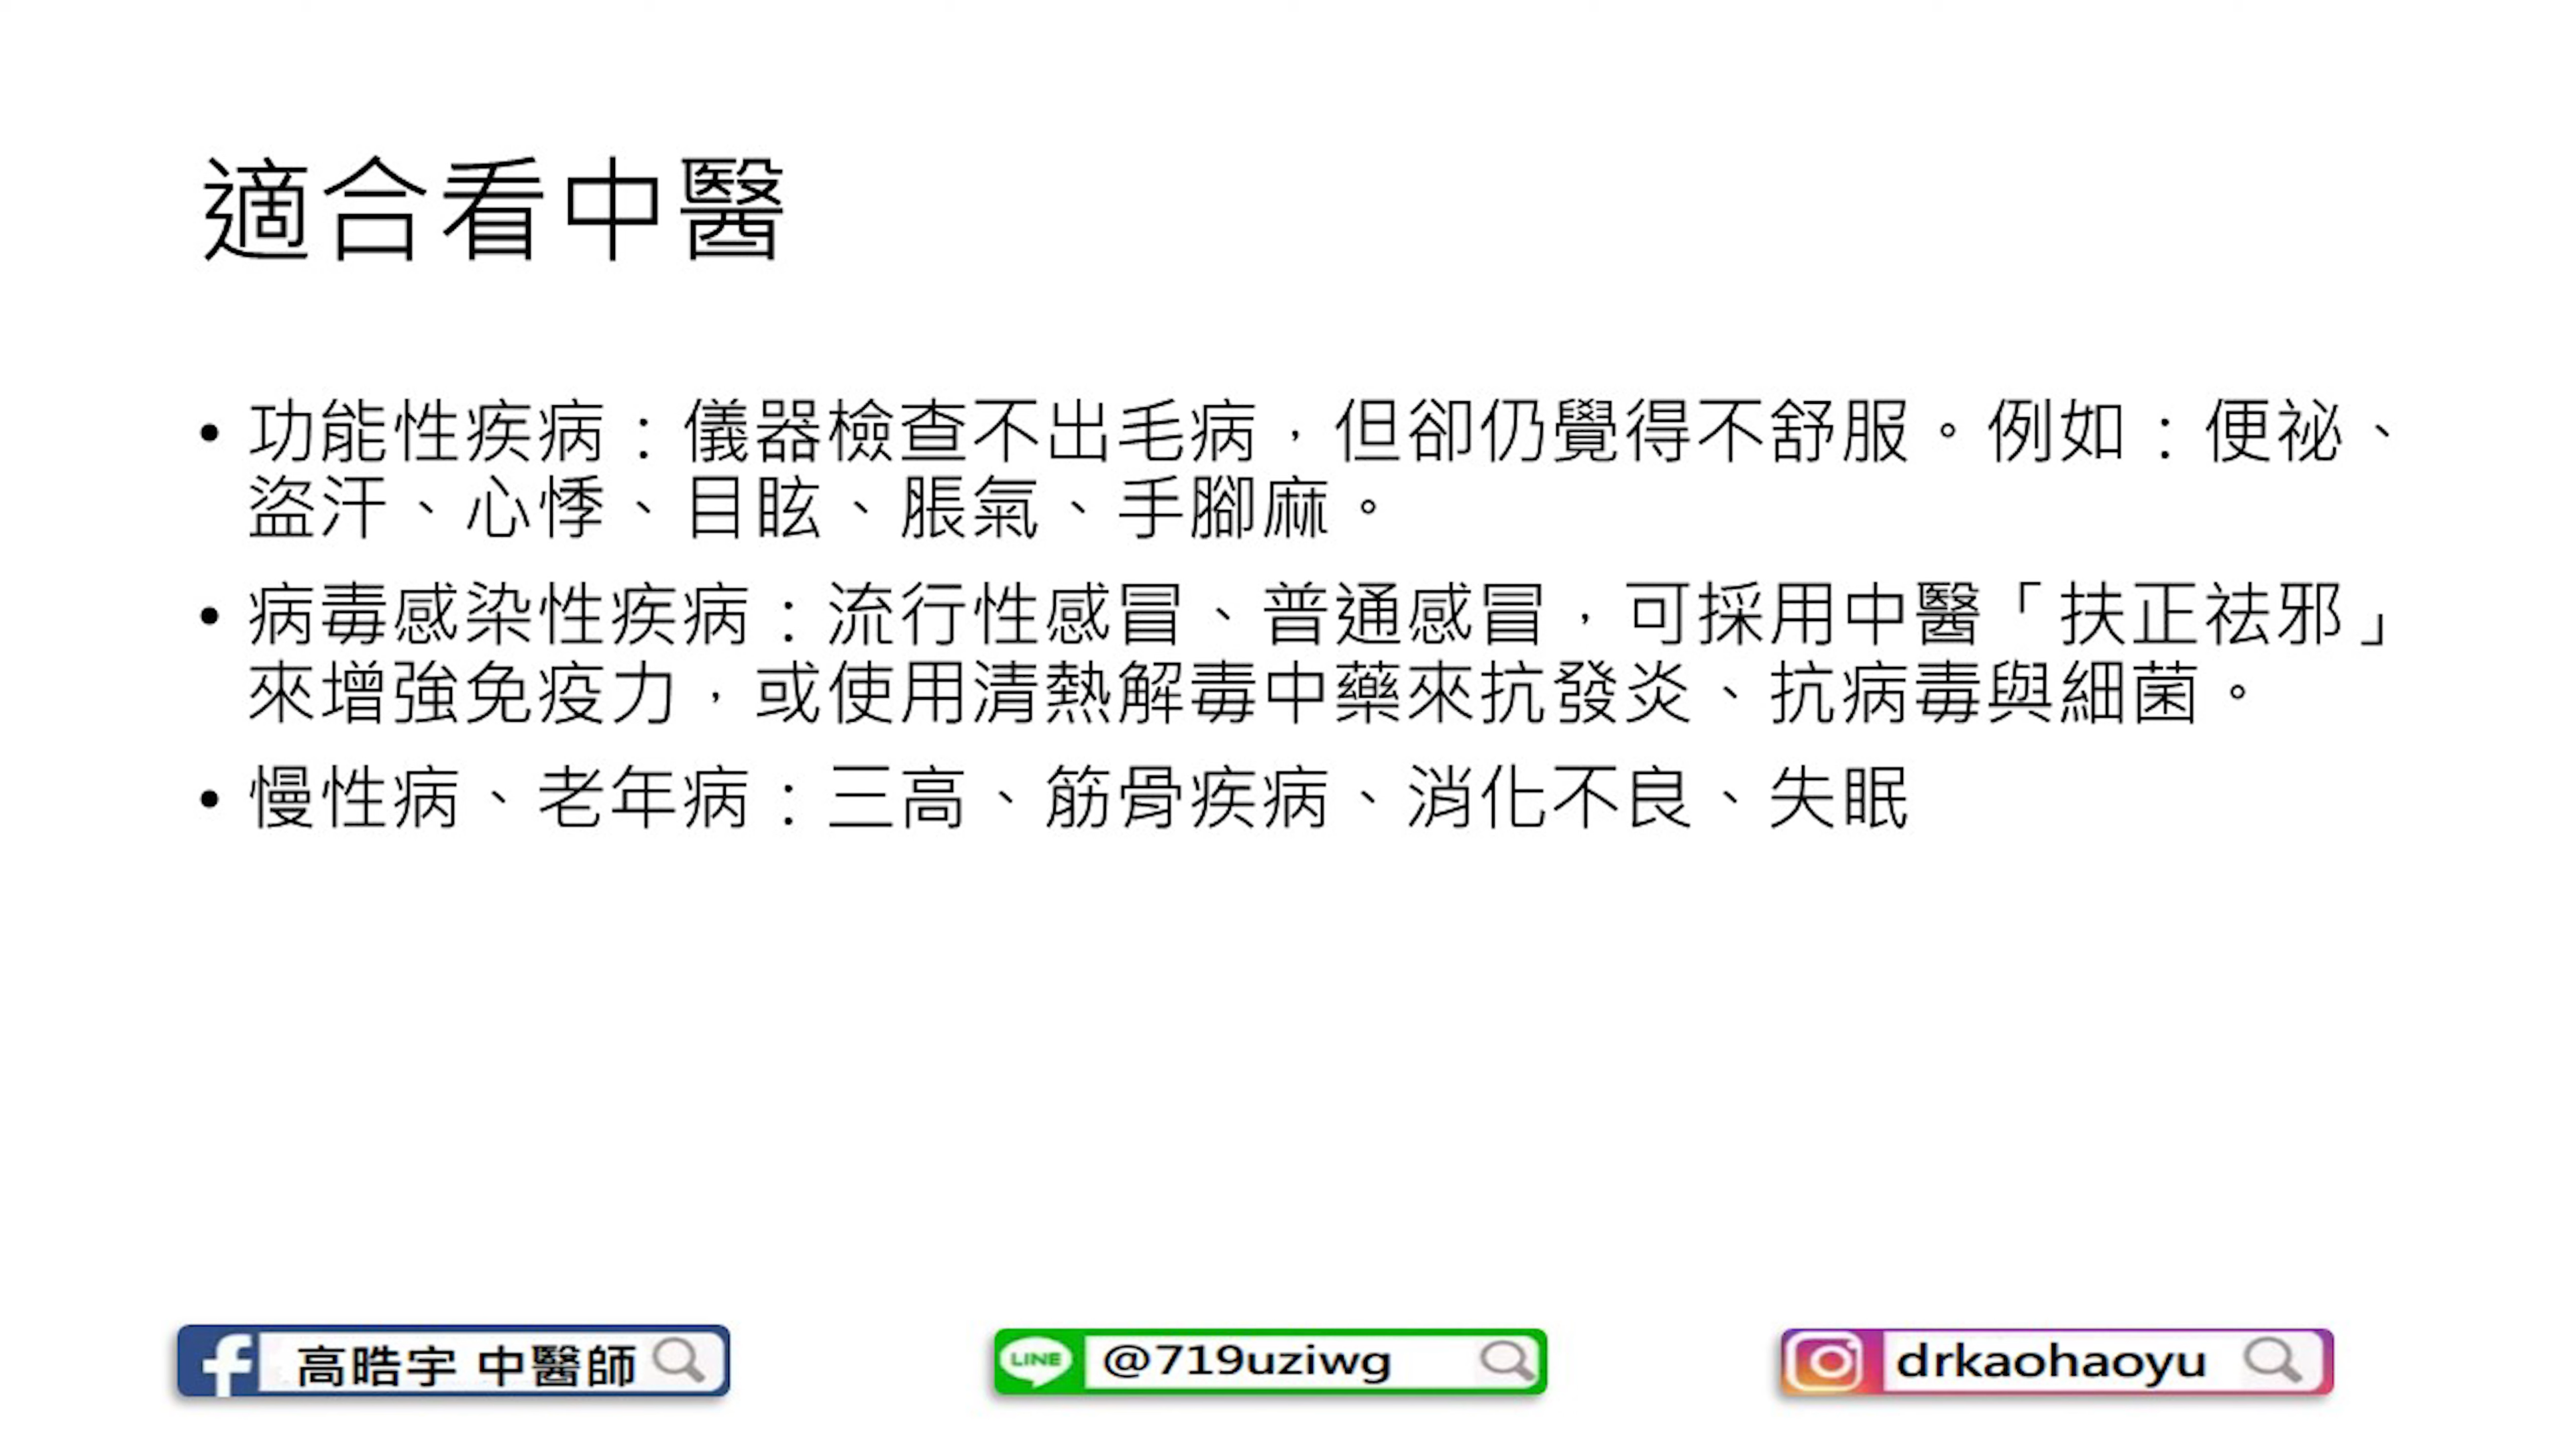 適合看中醫
• 功能性疾病：儀器檢查不出毛病，但卻仍覺得不舒服。例如：便祕、
盜汗、心悸、目眩、脹氣、手腳麻。
• 病毒感染性疾病：流行性感冒、普通感冒，可採用中醫「扶正祛邪」
來增強免疫力，或使用清熱解毒中藥來抗發炎、抗病毒與細菌。
• 慢性病、老年病：三高、筋骨疾病、消化不良、失眠
高晧宇 中醫師
LINE @719uziwg
drkaohaoyu